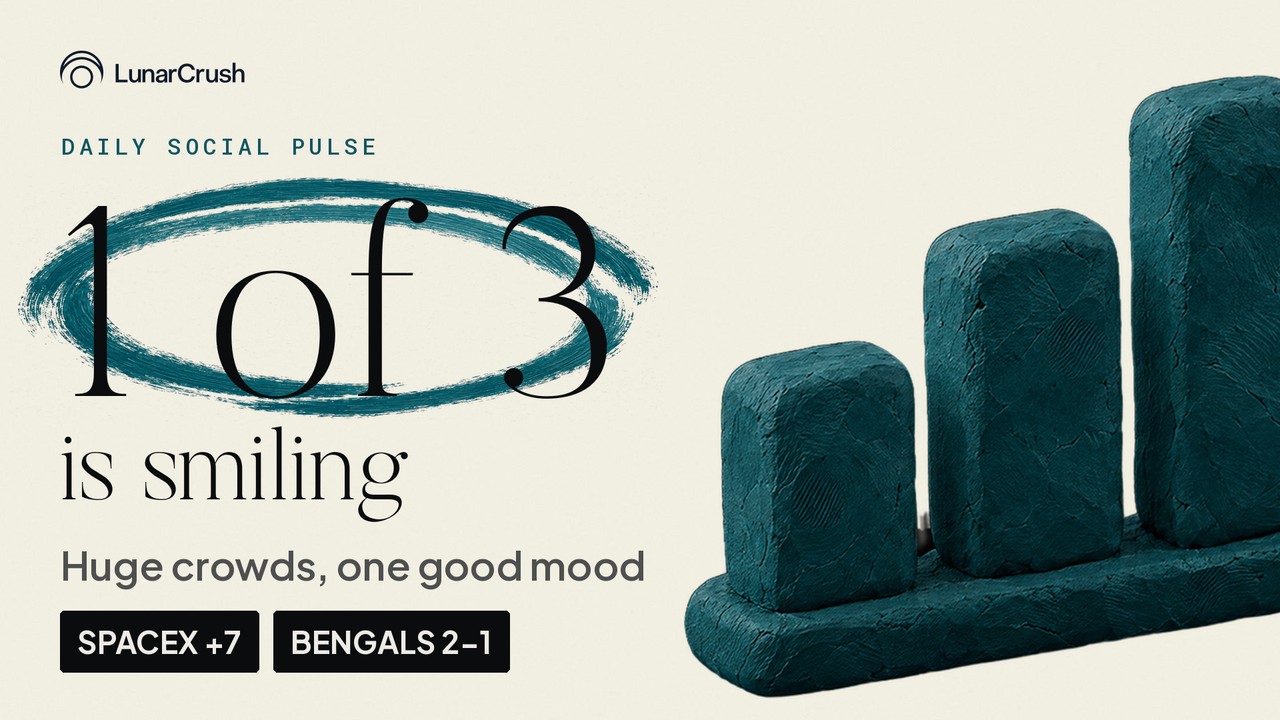 LunarCrush
DAILY SOCIAL PULSE
1 of 3
is smiling
Huge crowds, one good mood
SPACEX +7
BENGALS 2–1